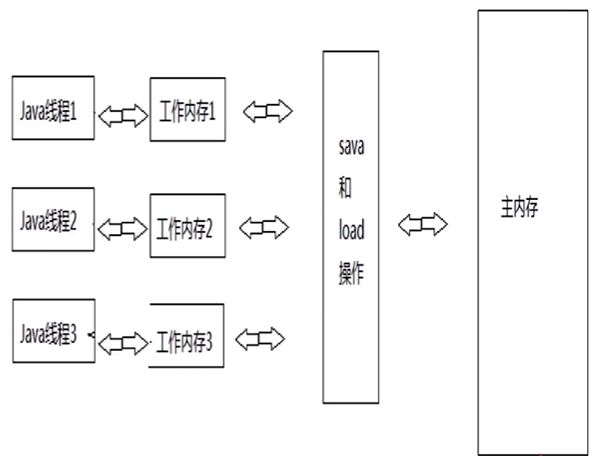 Java线程1
工作内存1
Java线程2
工作内存2
Java线程3
工作内存3
sava
和
load
操作
主内存